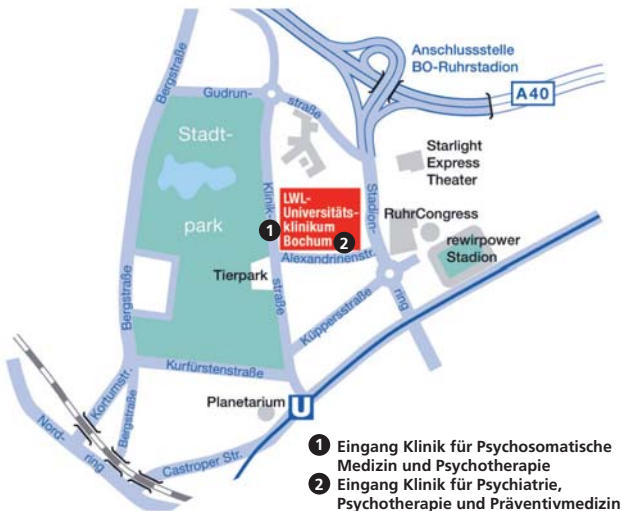 Anschlussstelle
BO-Ruhrstadion
A40
Bergstraße
Gudrun-
straße
Stadt-
park
Starlight
Express
Theater
LWL-
Universitäts-
klinikum
Bochum
1
2
Klinik-
straße
Stadion-
ring
RuhrCongress
rewirpower
Stadion
Alexandrinenstr.
Tierpark
Bergstraße
Küppersstraße
Kurfürstenstraße
Kortumstr.
Bergstraße
Planetarium
U
Nord-
ring
Castroper Str.
1 Eingang Klinik für Psychosomatische
Medizin und Psychotherapie
2 Eingang Klinik für Psychiatrie,
Psychotherapie und Präventivmedizin